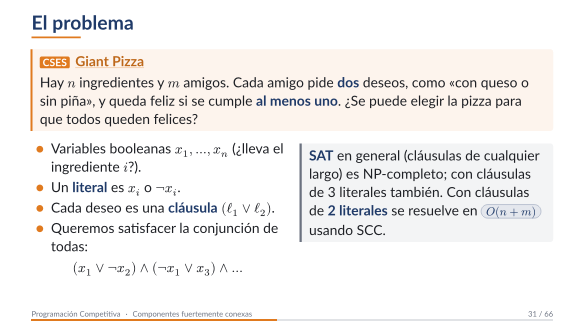 El problema
CSES Giant Pizza
Hay n ingredientes y m amigos. Cada amigo pide dos deseos, como «con queso o
sin piña», y queda feliz si se cumple al menos uno. ¿Se puede elegir la pizza para
que todos queden felices?
• Variables booleanas x₁, ..., xₙ (¿lleva el
ingrediente i?).
• Un literal es xᵢ o ¬xᵢ.
• Cada deseo es una cláusula (ℓ₁ ∨ ℓ₂).
• Queremos satisfacer la conjunción de
todas:
(x₁ ∨ ¬x₂) ∧ (¬x₁ ∨ x₃) ∧ ...
SAT en general (cláusulas de cualquier
largo) es NP-completo; con cláusulas
de 3 literales también. Con cláusulas
de 2 literales se resuelve en O(n + m)
usando SCC.
Programación Competitiva · Componentes fuertemente conexas
31 / 66